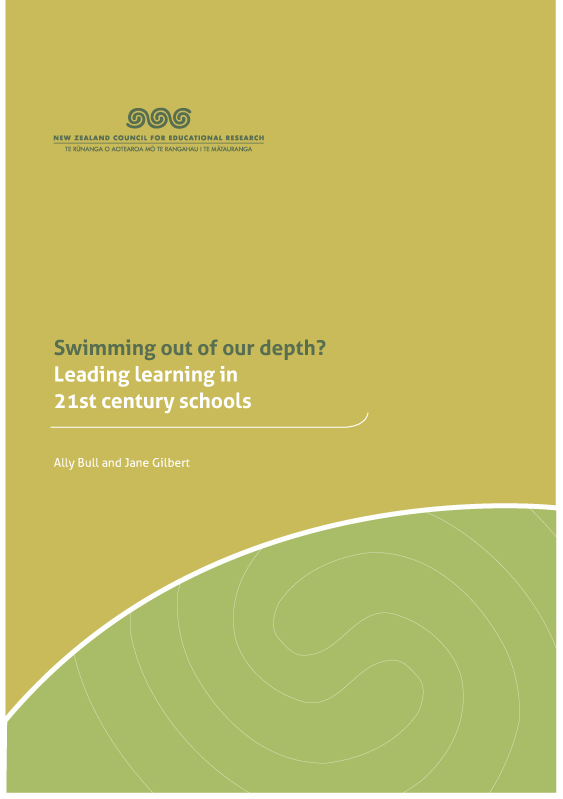 NEW ZEALAND COUNCIL FOR EDUCATIONAL RESEARCH
TE RŪNANGA O AOTEAROA MŌ TE RANGAHAU I TE MĀTAURANGA
Swimming out of our depth?
Leading learning in
21st century schools
Ally Bull and Jane Gilbert